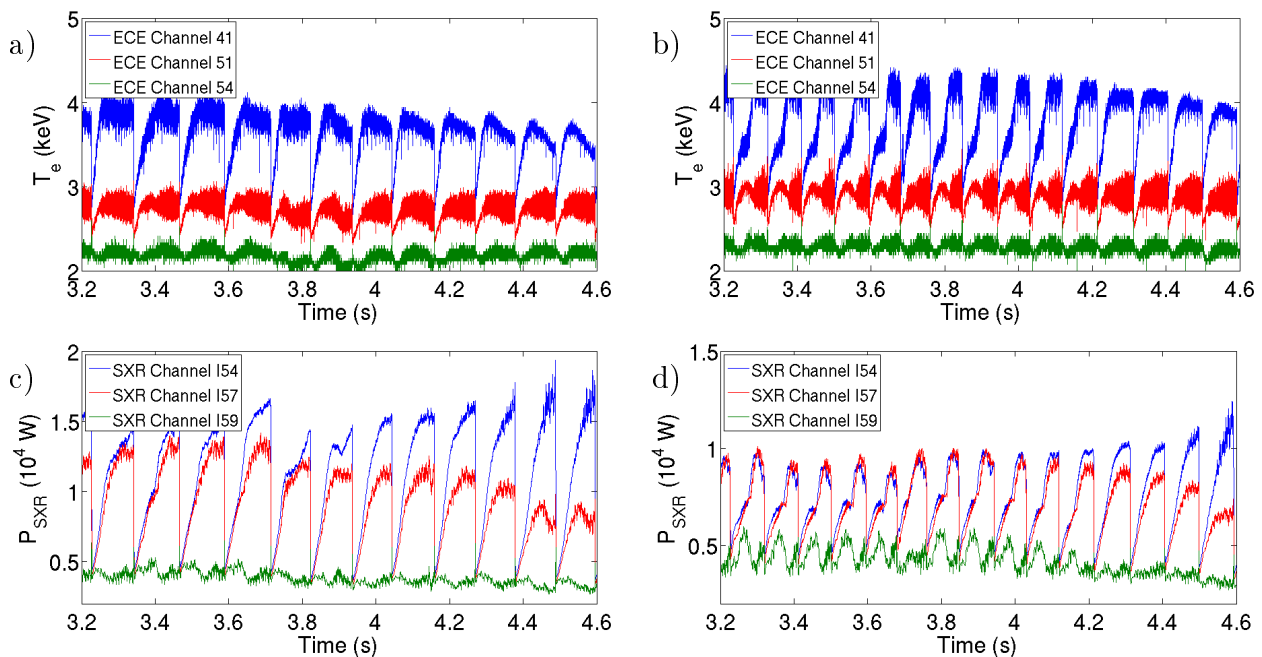 a)
5
4
3
2
T_e (keV)
ECE Channel 41
ECE Channel 51
ECE Channel 54
3.2 3.4 3.6 3.8 4 4.2 4.4 4.6
Time (s)
b)
5
4
3
2
T_e (keV)
ECE Channel 41
ECE Channel 51
ECE Channel 54
3.2 3.4 3.6 3.8 4 4.2 4.4 4.6
Time (s)
c)
2
1.5
1
0.5
P_SXR (10^4 W)
SXR Channel I54
SXR Channel I57
SXR Channel I59
3.2 3.4 3.6 3.8 4 4.2 4.4 4.6
Time (s)
d)
1.5
1
0.5
P_SXR (10^4 W)
SXR Channel I54
SXR Channel I57
SXR Channel I59
3.2 3.4 3.6 3.8 4 4.2 4.4 4.6
Time (s)